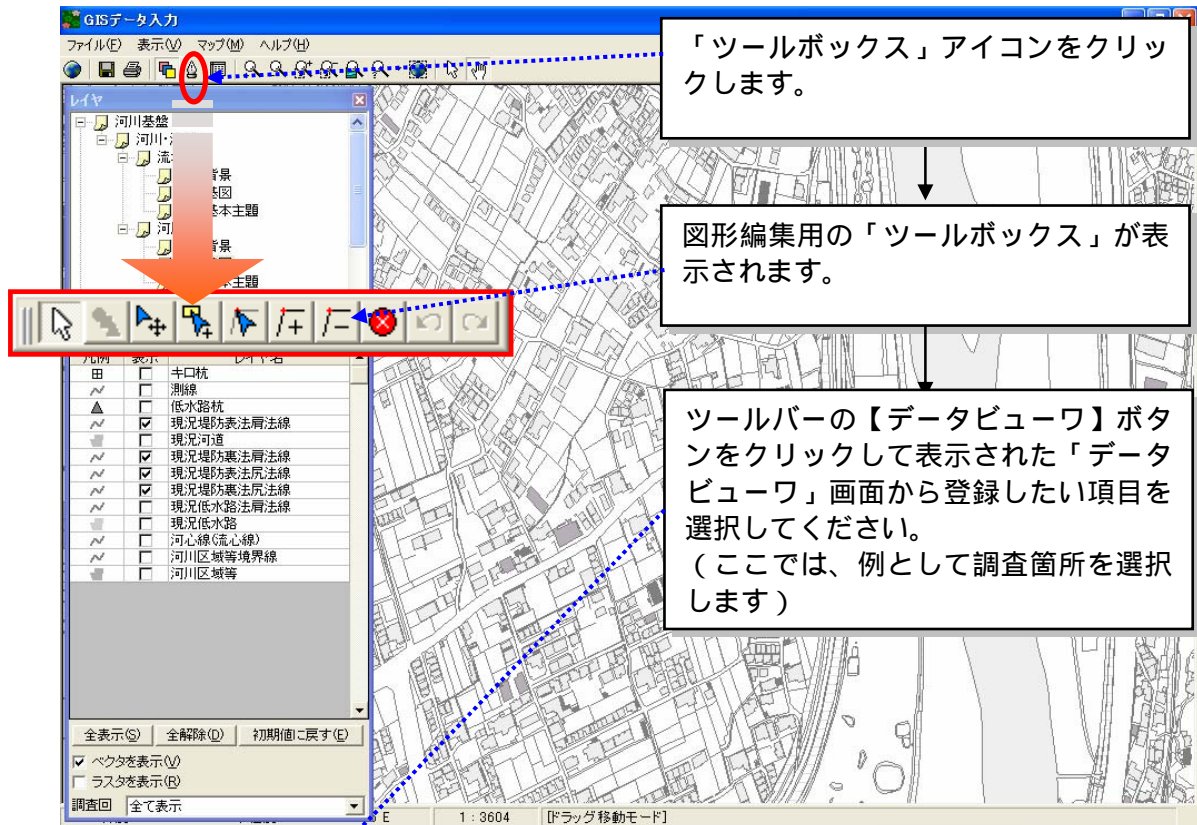 GISデータ入力
ファイル(F) 表示(V) マップ(M) ヘルプ(H)
「ツールボックス」アイコンをクリッ
クします。
図形編集用の「ツールボックス」が表
示されます。
ツールバーの【データビューワ】ボタ
ンをクリックして表示された「データ
ビューワ」画面から登録したい項目を
選択してください。
(ここでは、例として調査箇所を選択
します)
レイヤ
河川基盤
河川・
流
背景
基図
基本主題
河
背景
本主題
凡例 表示 レイヤ名
キロ杭
測線
低水路杭
現況堤防表法肩法線
現況河道
現況堤防裏法肩法線
現況堤防表法尻法線
現況堤防裏法尻法線
現況低水路法肩法線
現況低水路
河心線(流心線)
河川区域等境界線
河川区域等
全表示(S) 全解除(D) 初期値に戻す(E)
ベクタを表示(V)
ラスタを表示(R)
調査回 全て表示
E 1 : 3604 [ドラッグ移動モード]